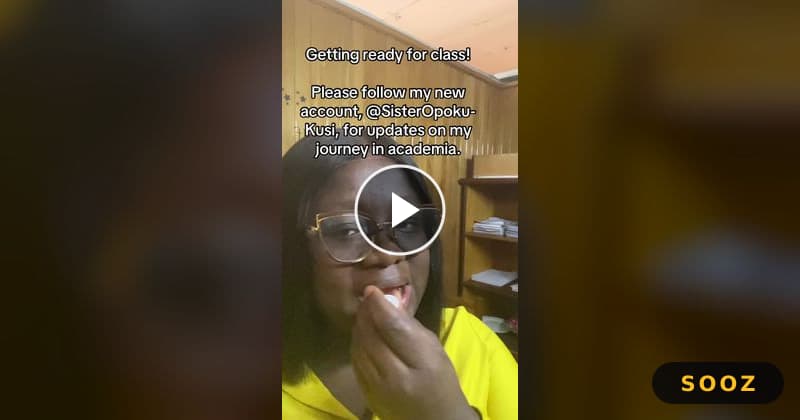 Getting ready for class!
Please follow my new
account, @SisterOpoku-
Kusi, for updates on my
journey in academia.
SOOZ